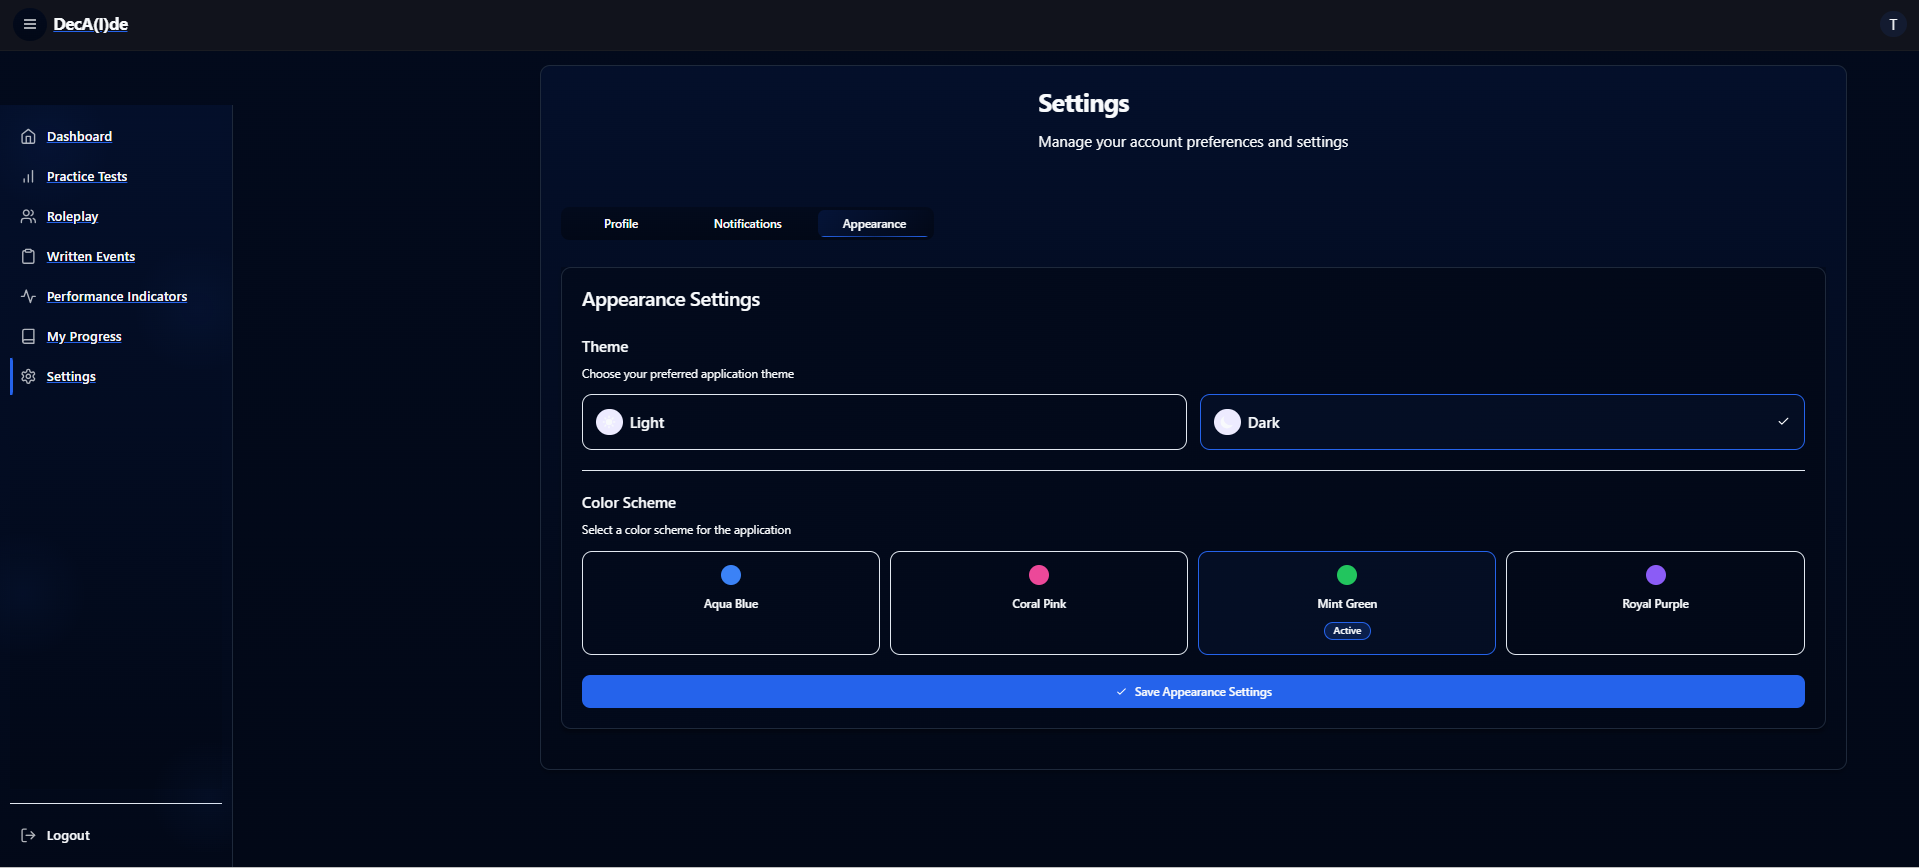 DecA(I)de
T
Dashboard
Practice Tests
Roleplay
Written Events
Performance Indicators
My Progress
Settings
Logout
Settings
Manage your account preferences and settings
Profile
Notifications
Appearance
Appearance Settings
Theme
Choose your preferred application theme
Light
Dark
Color Scheme
Select a color scheme for the application
Aqua Blue
Coral Pink
Mint Green
Active
Royal Purple
Save Appearance Settings